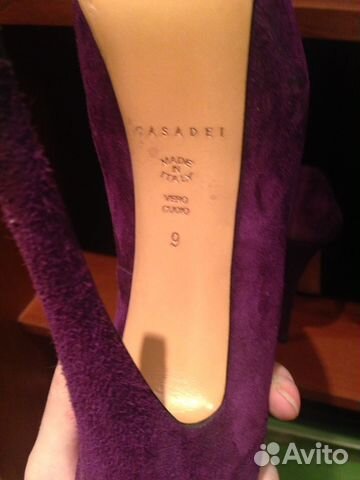 CASADEI
MADE
IN
ITALY
VERO
CUOIO
9
Avito